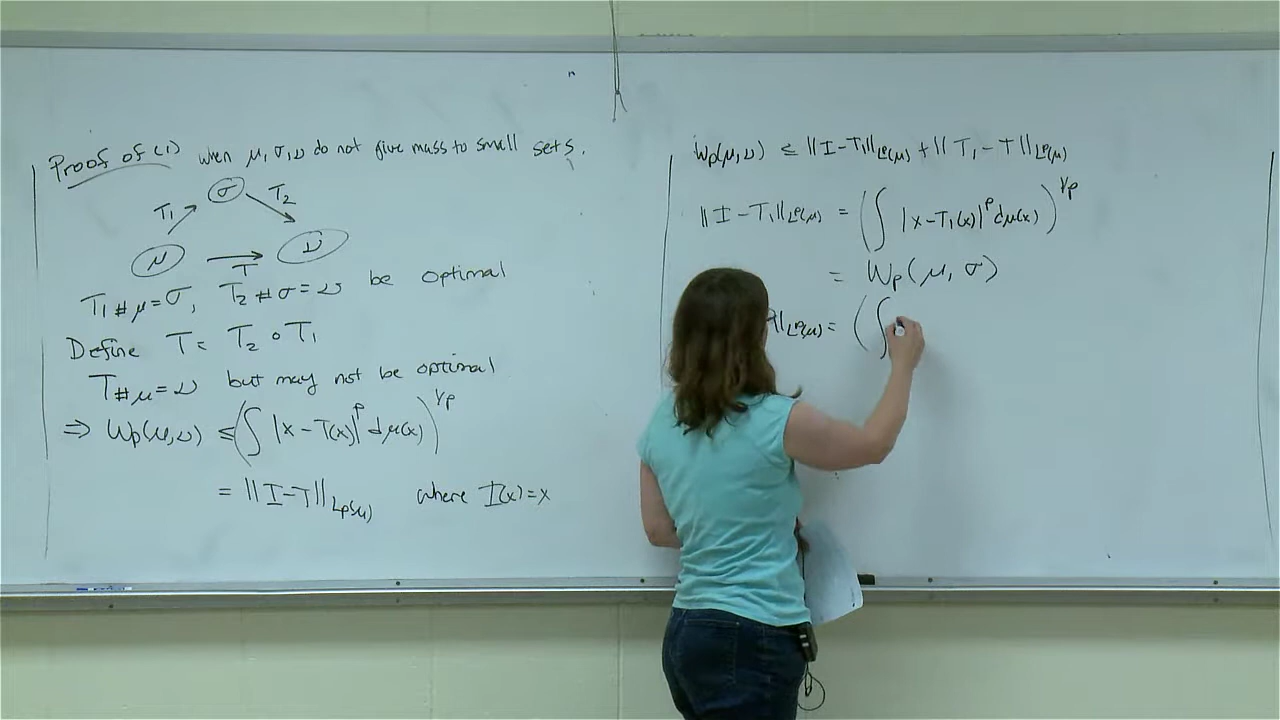 Proof of (1) when μ, σ, ν do not give mass to small sets.
σ
T₁ T₂
μ ν
T
T₁#μ = σ, T₂#σ = ν be optimal
Define T = T₂ ∘ T₁
T#μ = ν but may not be optimal
⇒ Wp(μ,ν) ≤ (∫ |x - T(x)|^p dμ(x))^{1/p}
= ||I - T||_{Lp(μ)} where I(x) = x
Wp(μ,ν) ≤ ||I - T₁||_{Lp(μ)} + ||T₁ - T||_{Lp(μ)}
||I - T₁||_{Lp(μ)} = (∫ |x - T₁(x)|^p dμ(x))^{1/p}
= Wp(μ, σ)
||_{Lp(μ)} = (∫